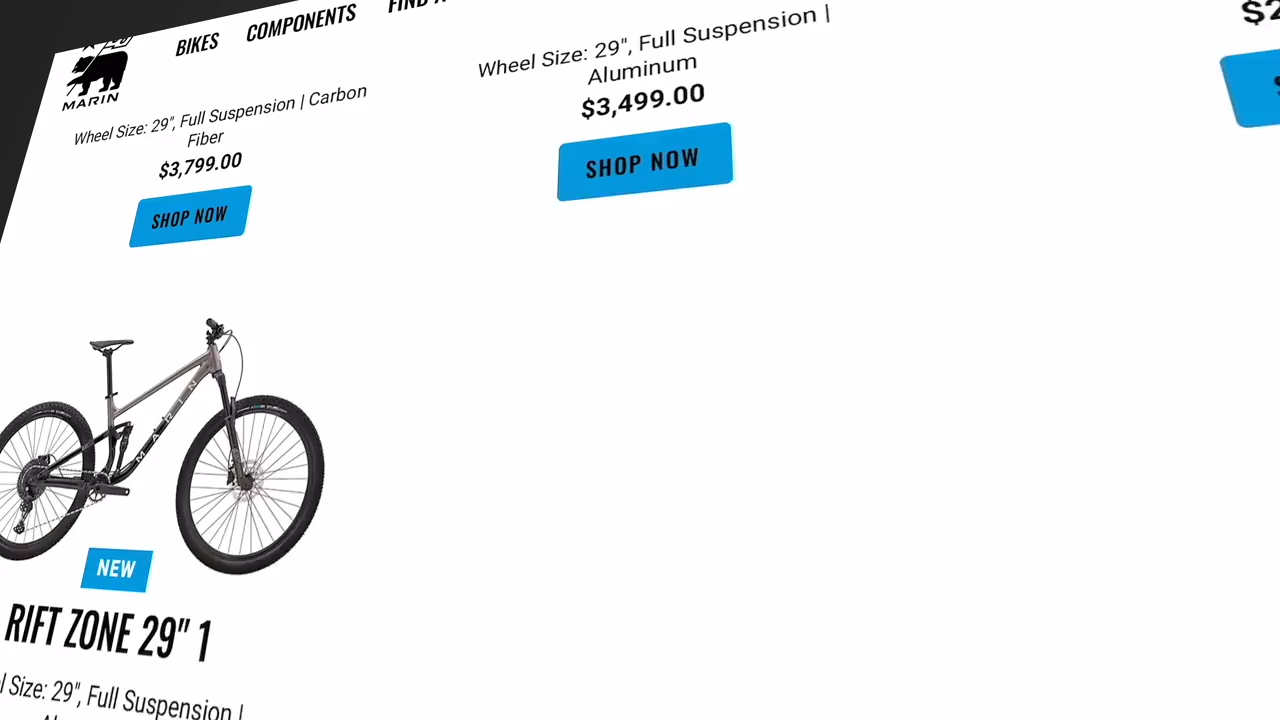 BIKES
COMPONENTS
MARIN
Wheel Size: 29", Full Suspension | Carbon
Fiber
$3,799.00
SHOP NOW
Wheel Size: 29", Full Suspension |
Aluminum
$3,499.00
SHOP NOW
MARIN
NEW
RIFT ZONE 29" 1
Size: 29", Full Suspension |